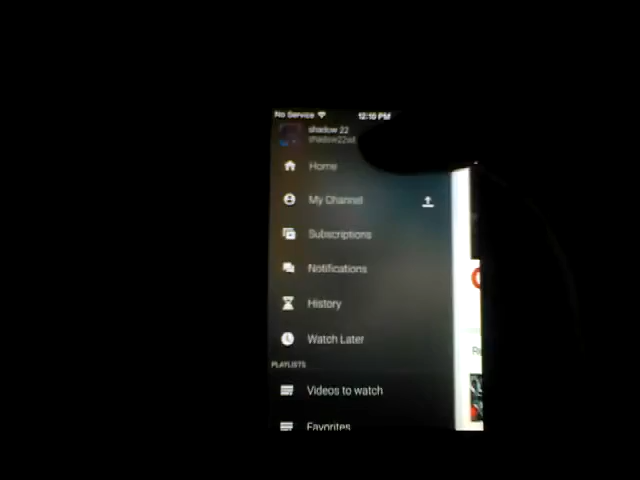 No Service 12:10 PM
shadow 22
Home
My Channel
Subscriptions
Notifications
History
Watch Later
PLAYLISTS
Videos to watch
Favorites